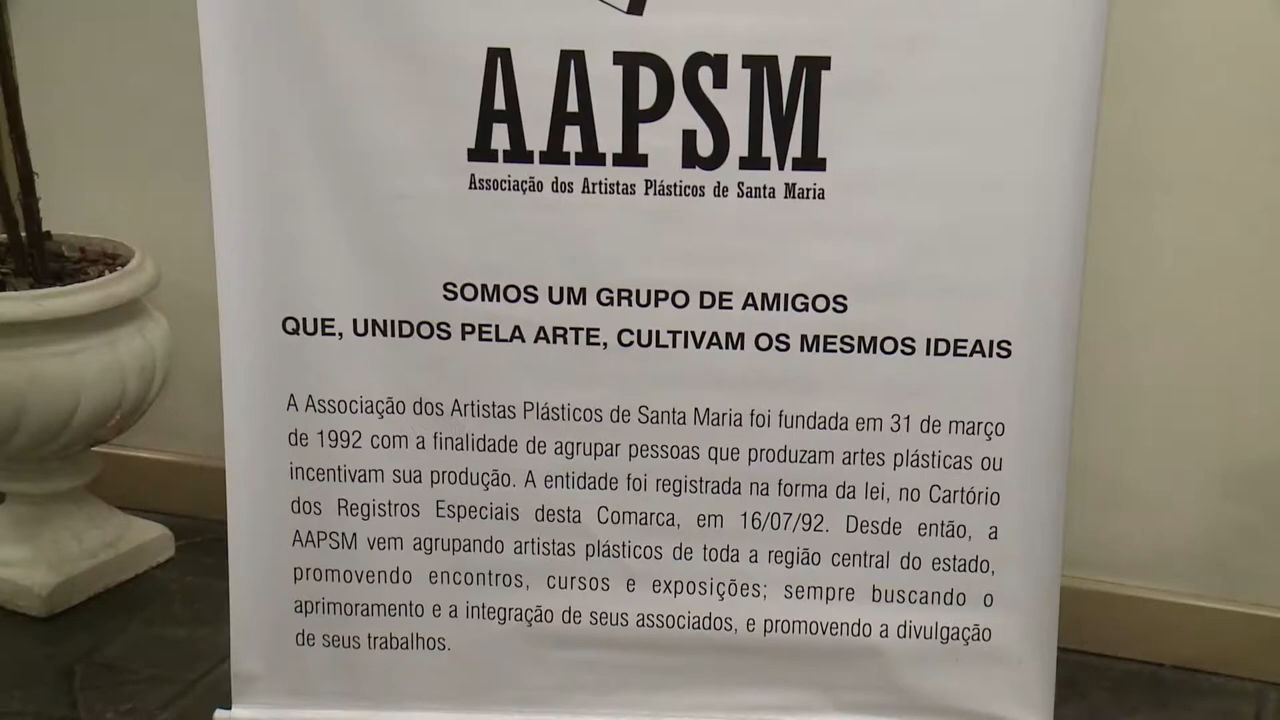 AAPSM
Associação dos Artistas Plásticos de Santa Maria
SOMOS UM GRUPO DE AMIGOS
QUE, UNIDOS PELA ARTE, CULTIVAM OS MESMOS IDEAIS
A Associação dos Artistas Plásticos de Santa Maria foi fundada em 31 de março
de 1992 com a finalidade de agrupar pessoas que produzam artes plásticas ou
incentivam sua produção. A entidade foi registrada na forma da lei, no Cartório
dos Registros Especiais desta Comarca, em 16/07/92. Desde então, a
AAPSM vem agrupando artistas plásticos de toda a região central do estado,
promovendo encontros, cursos e exposições; sempre buscando o
aprimoramento e a integração de seus associados, e promovendo a divulgação
de seus trabalhos.